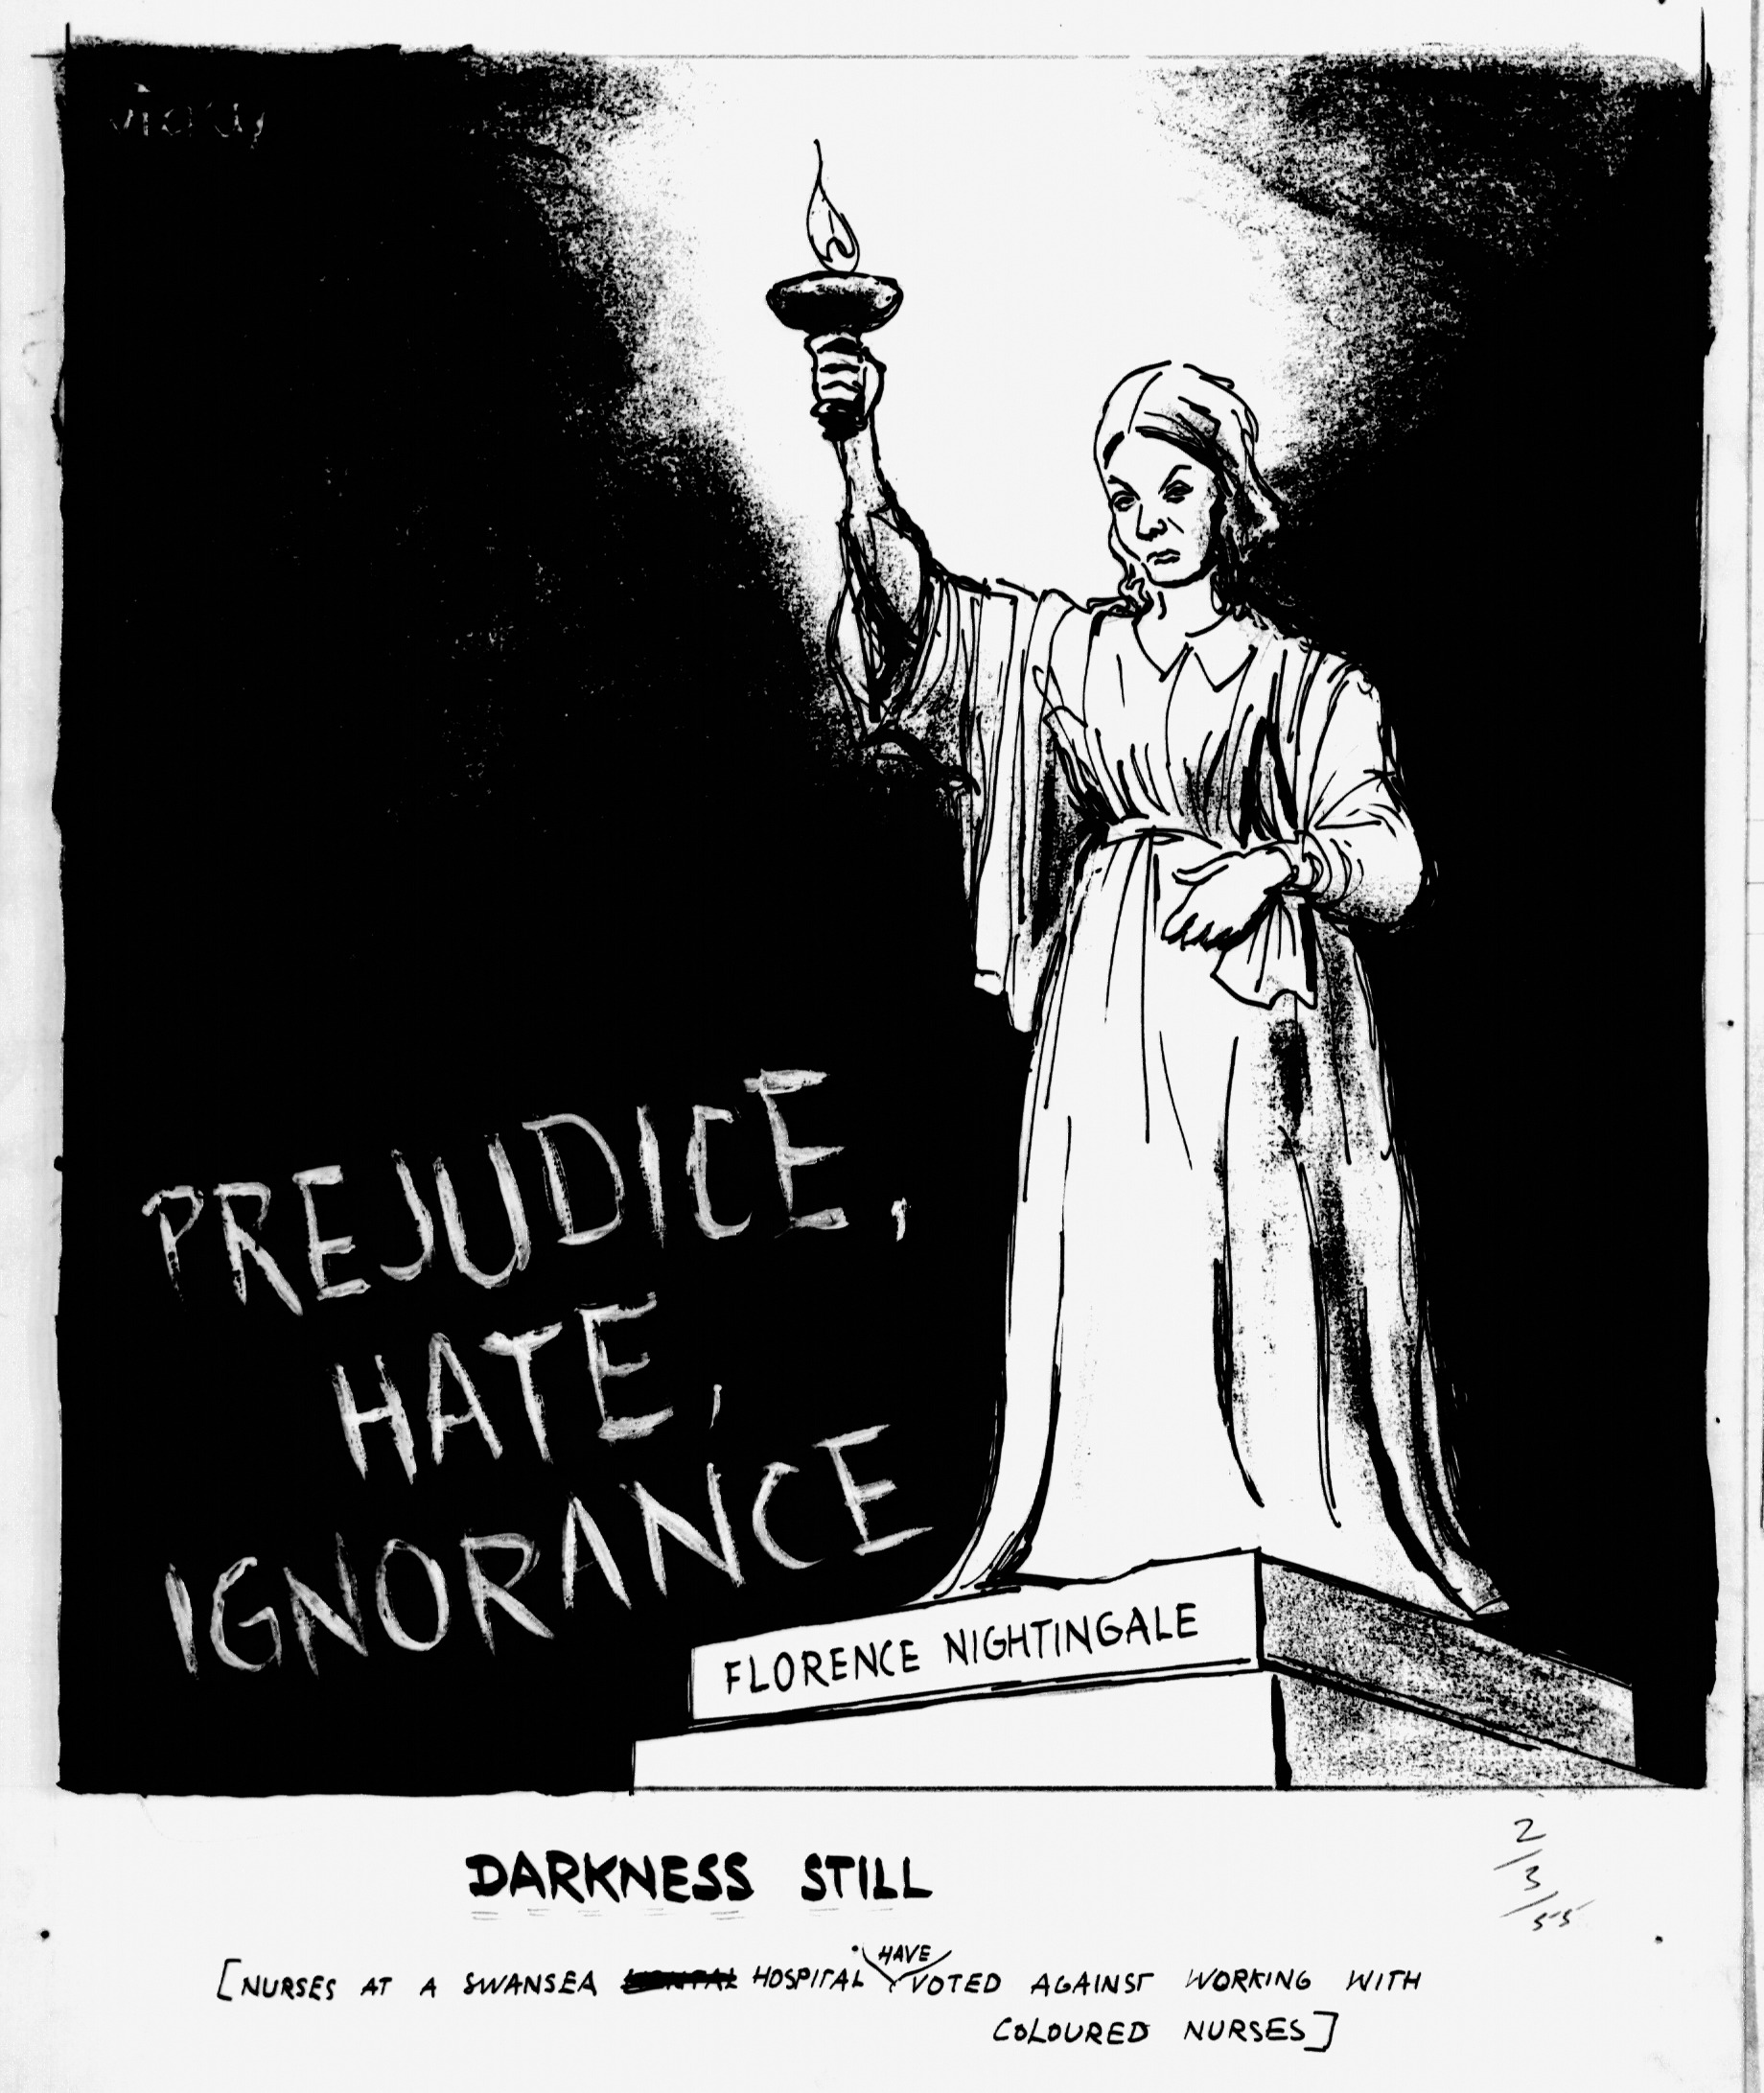 Vicky
PREJUDICE,
HATE,
IGNORANCE
FLORENCE NIGHTINGALE
DARKNESS STILL
2/3/55
[NURSES AT A SWANSEA HOSPITAL HAVE VOTED AGAINST WORKING WITH
COLOURED NURSES]